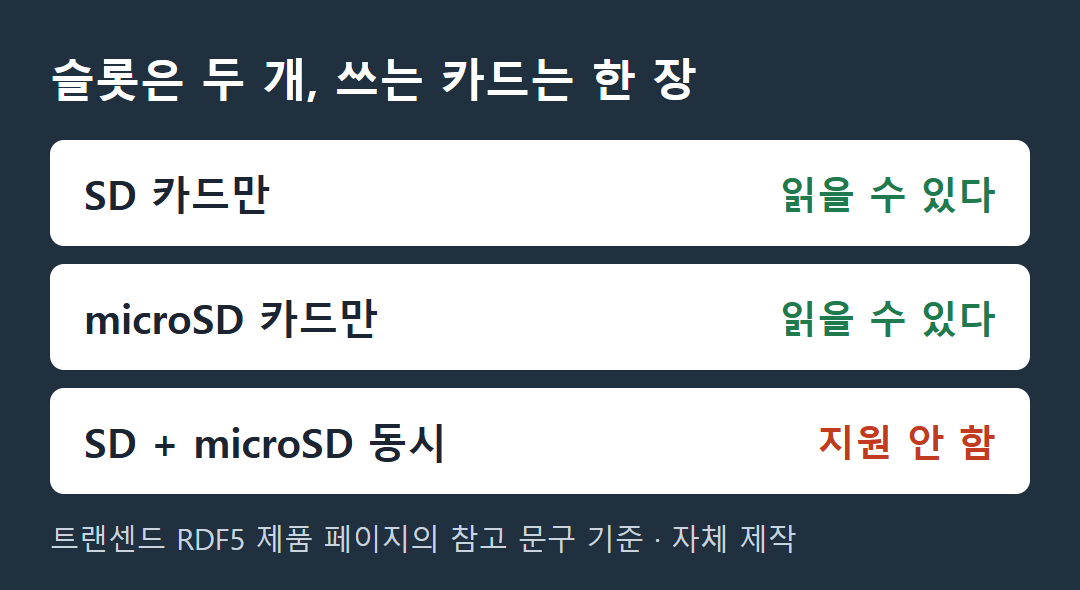 슬롯은 두 개, 쓰는 카드는 한 장
SD 카드만 읽을 수 있다
microSD 카드만 읽을 수 있다
SD + microSD 동시 지원 안 함
트랜센드 RDF5 제품 페이지의 참고 문구 기준 · 자체 제작